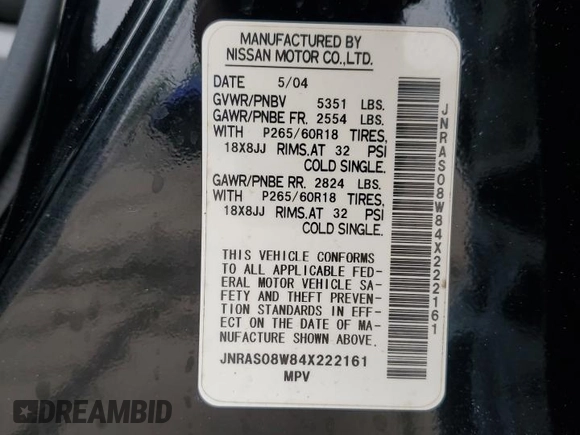 MANUFACTURED BY
NISSAN MOTOR CO.,LTD.
DATE 5/04
GVWR/PNBV 5351 LBS.
GAWR/PNBE FR. 2554 LBS.
WITH P265/60R18 TIRES,
18X8JJ RIMS.AT 32 PSI
COLD SINGLE.
GAWR/PNBE RR. 2824 LBS.
WITH P265/60R18 TIRES,
18X8JJ RIMS.AT 32 PSI
COLD SINGLE.
THIS VEHICLE CONFORMS
TO ALL APPLICABLE FED-
ERAL MOTOR VEHICLE SA-
FETY AND THEFT PREVEN-
TION STANDARDS IN EFF-
ECT ON THE DATE OF MA-
NUFACTURE SHOWN ABOVE.
JNRAS08W84X222161
MPV
JNRAS08W84X222161
DREAMBID